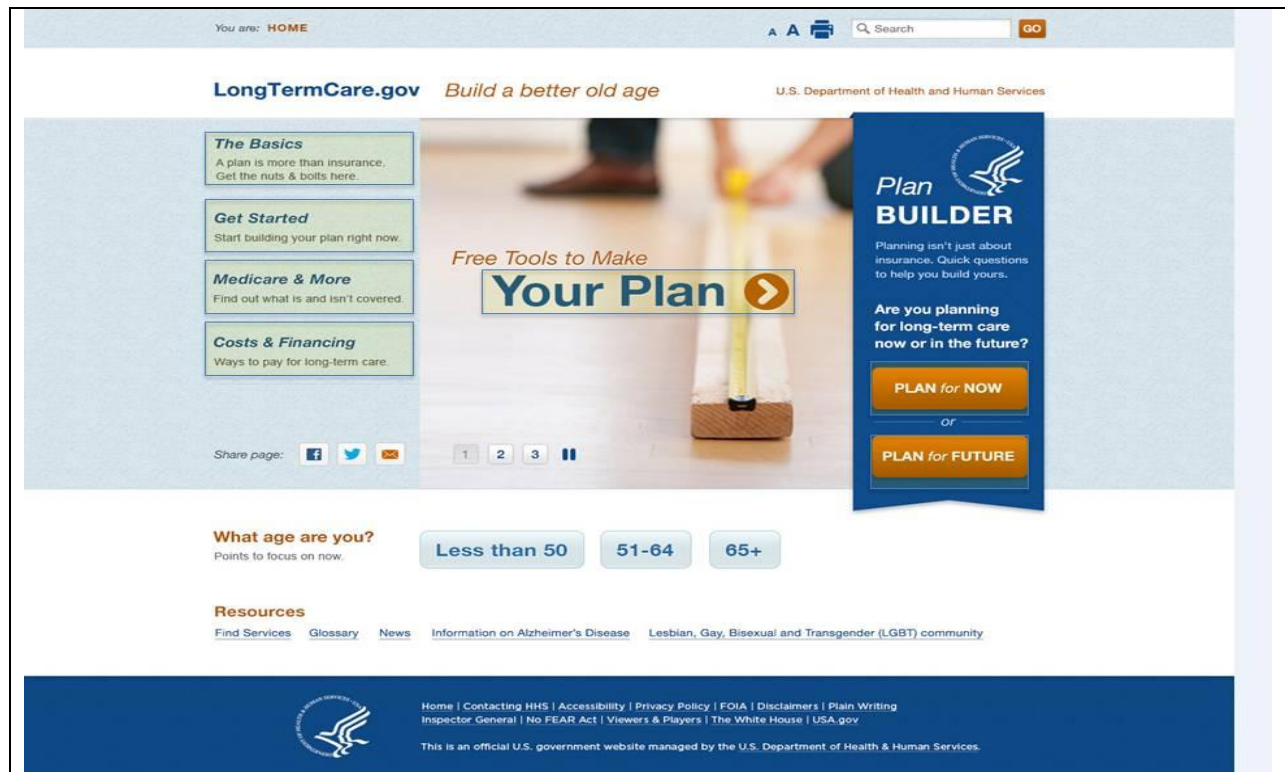 You are: HOME
A A
Search
GO
LongTermCare.gov
Build a better old age
U.S. Department of Health and Human Services
The Basics
A plan is more than insurance.
Get the nuts & bolts here.
Get Started
Start building your plan right now.
Medicare & More
Find out what is and isn't covered.
Costs & Financing
Ways to pay for long-term care.
Share page:
Free Tools to Make
Your Plan
1 2 3
Plan
BUILDER
Planning isn't just about
insurance. Quick questions
to help you build yours.
Are you planning
for long-term care
now or in the future?
PLAN for NOW
or
PLAN for FUTURE
What age are you?
Points to focus on now.
Less than 50
51-64
65+
Resources
Find Services Glossary News Information on Alzheimer's Disease Lesbian, Gay, Bisexual and Transgender (LGBT) community
Home | Contacting HHS | Accessibility | Privacy Policy | FOIA | Disclaimers | Plain Writing
Inspector General | No FEAR Act | Viewers & Players | The White House | USA.gov
This is an official U.S. government website managed by the U.S. Department of Health & Human Services.